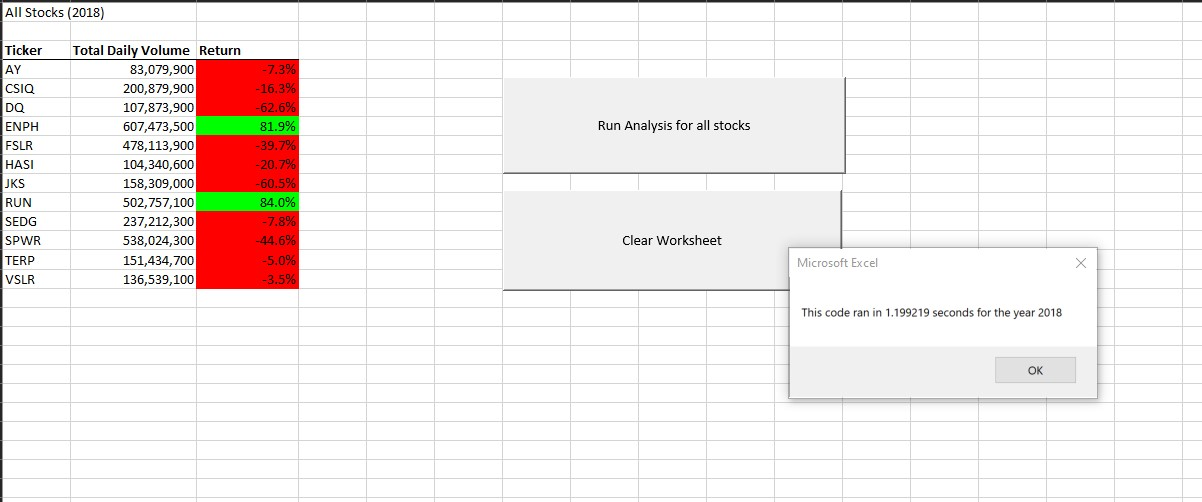 All Stocks (2018)
Ticker Total Daily Volume Return
AY 83,079,900 -7.3%
CSIQ 200,879,900 -16.3%
DQ 107,873,900 -62.6%
ENPH 607,473,500 81.9%
FSLR 478,113,900 -39.7%
HASI 104,340,600 -20.7%
JKS 158,309,000 -60.5%
RUN 502,757,100 84.0%
SEDG 237,212,300 -7.8%
SPWR 538,024,300 -44.6%
TERP 151,434,700 -5.0%
VSLR 136,539,100 -3.5%
Run Analysis for all stocks
Clear Worksheet
Microsoft Excel
This code ran in 1.199219 seconds for the year 2018
OK